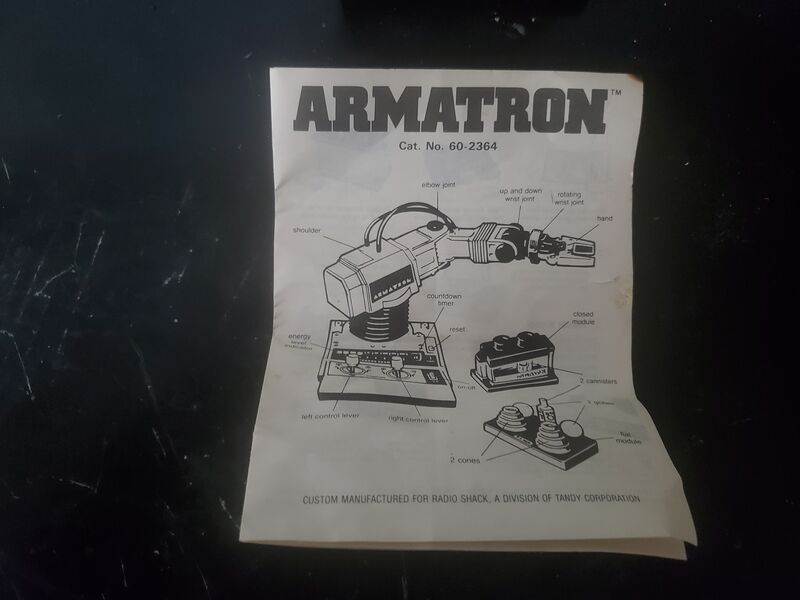 ARMATRON™
Cat. No. 60-2364
elbow joint
up and down
wrist joint
rotating
wrist joint
hand
shoulder
ARMATRON
countdown
timer
closed
module
energy
level
indicator
reset
on-off
2 cannisters
left control lever
right control lever
globes
flat
module
2 cones
CUSTOM MANUFACTURED FOR RADIO SHACK, A DIVISION OF TANDY CORPORATION